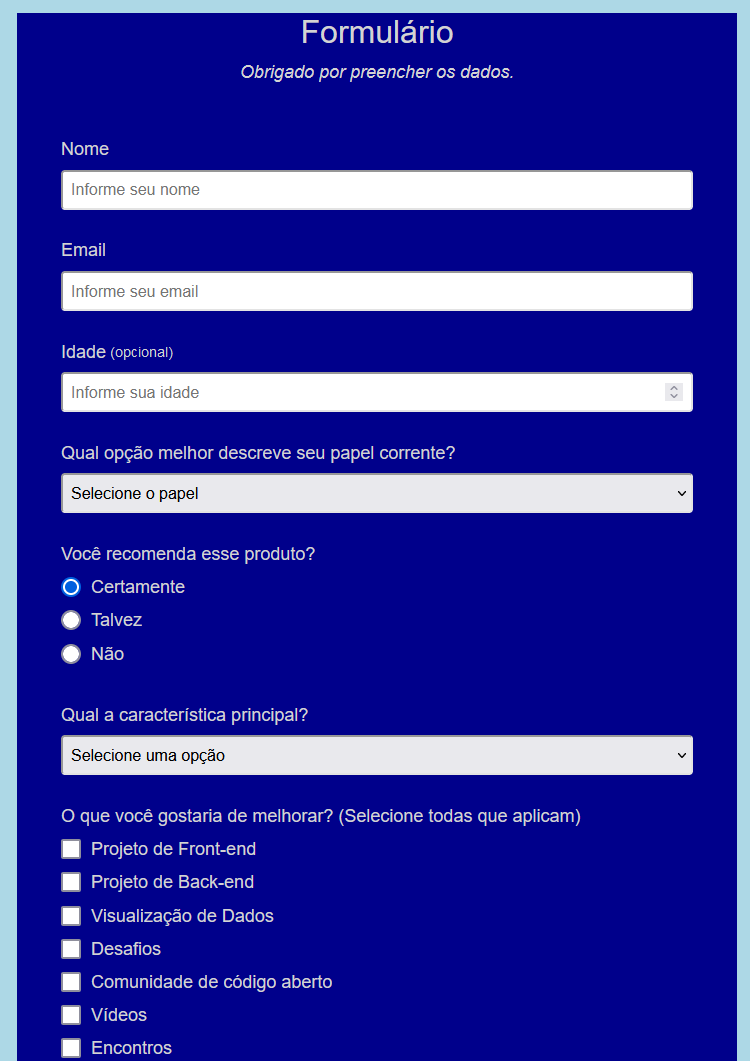 Formulário
Obrigado por preencher os dados.
Nome
Informe seu nome
Email
Informe seu email
Idade (opcional)
Informe sua idade
Qual opção melhor descreve seu papel corrente?
Selecione o papel
Você recomenda esse produto?
Certamente
Talvez
Não
Qual a característica principal?
Selecione uma opção
O que você gostaria de melhorar? (Selecione todas que aplicam)
Projeto de Front-end
Projeto de Back-end
Visualização de Dados
Desafios
Comunidade de código aberto
Vídeos
Encontros